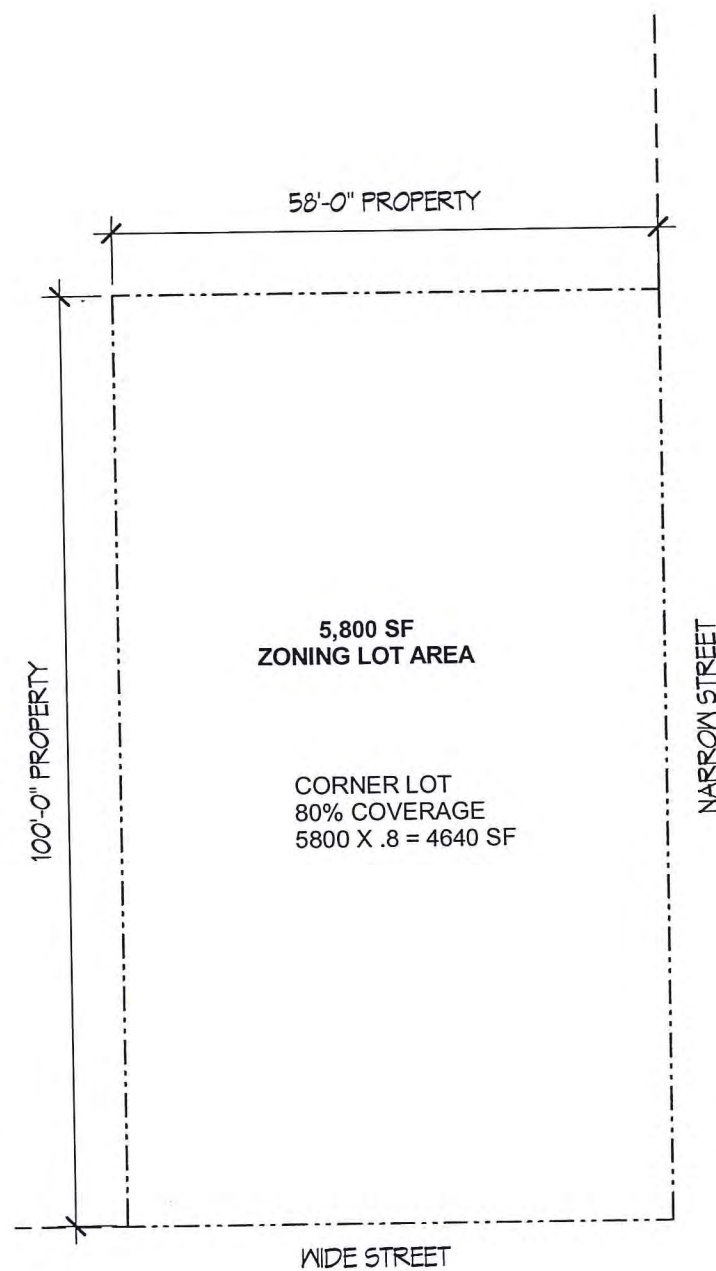 58'-0" PROPERTY
100'-0" PROPERTY
5,800 SF
ZONING LOT AREA
NARROW STREET
CORNER LOT
80% COVERAGE
5800 X .8 = 4640 SF
WIDE STREET